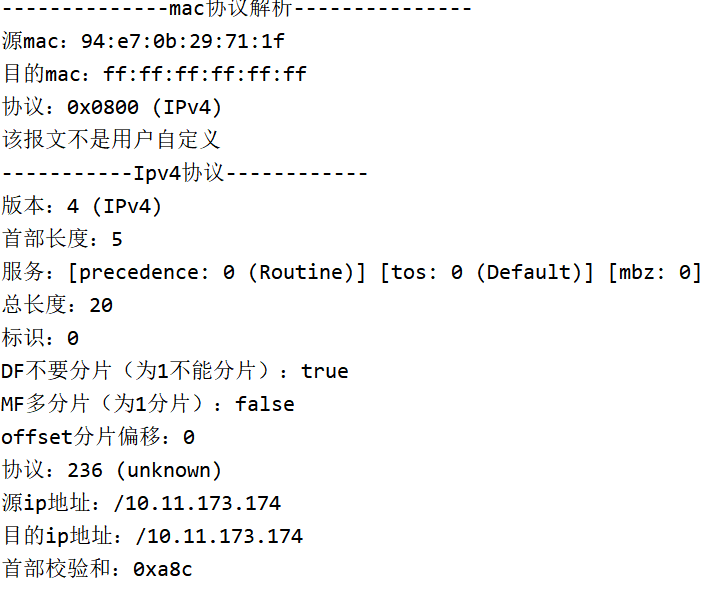 --------------mac协议解析---------------
源mac：94:e7:0b:29:71:1f
目的mac：ff:ff:ff:ff:ff:ff
协议：0x0800 (IPv4)
该报文不是用户自定义
-----------Ipv4协议------------
版本：4 (IPv4)
首部长度：5
服务：[precedence: 0 (Routine)] [tos: 0 (Default)] [mbz: 0]
总长度：20
标识：0
DF不要分片（为1不能分片）：true
MF多分片（为1分片）：false
offset分片偏移：0
协议：236 (unknown)
源ip地址：/10.11.173.174
目的ip地址：/10.11.173.174
首部校验和：0xa8c